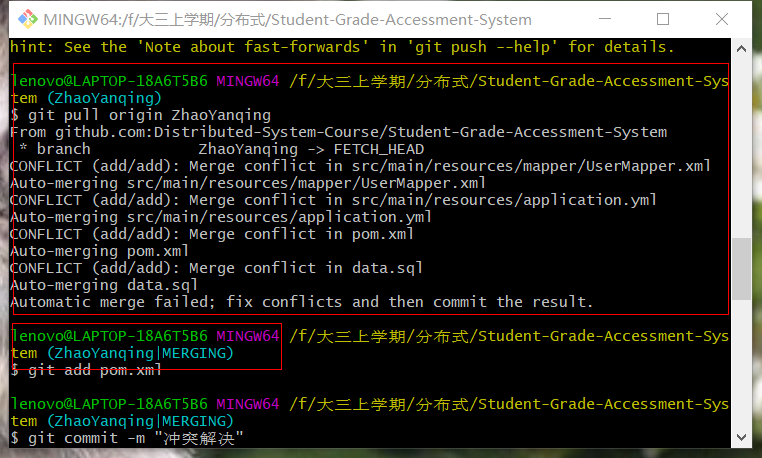 MINGW64:/f/大三上学期/分布式/Student-Grade-Accessment-System
hint: See the 'Note about fast-forwards' in 'git push --help' for details.
lenovo@LAPTOP-18A6T5B6 MINGW64 /f/大三上学期/分布式/Student-Grade-Accessment-Sys
tem (ZhaoYanqing)
$ git pull origin ZhaoYanqing
From github.com:Distributed-System-Course/Student-Grade-Accessment-System
 * branch            ZhaoYanqing -> FETCH_HEAD
CONFLICT (add/add): Merge conflict in src/main/resources/mapper/UserMapper.xml
Auto-merging src/main/resources/mapper/UserMapper.xml
CONFLICT (add/add): Merge conflict in src/main/resources/application.yml
Auto-merging src/main/resources/application.yml
CONFLICT (add/add): Merge conflict in pom.xml
Auto-merging pom.xml
CONFLICT (add/add): Merge conflict in data.sql
Auto-merging data.sql
Automatic merge failed; fix conflicts and then commit the result.
lenovo@LAPTOP-18A6T5B6 MINGW64 /f/大三上学期/分布式/Student-Grade-Accessment-Sys
tem (ZhaoYanqing|MERGING)
$ git add pom.xml
lenovo@LAPTOP-18A6T5B6 MINGW64 /f/大三上学期/分布式/Student-Grade-Accessment-Sys
tem (ZhaoYanqing|MERGING)
$ git commit -m "冲突解决"